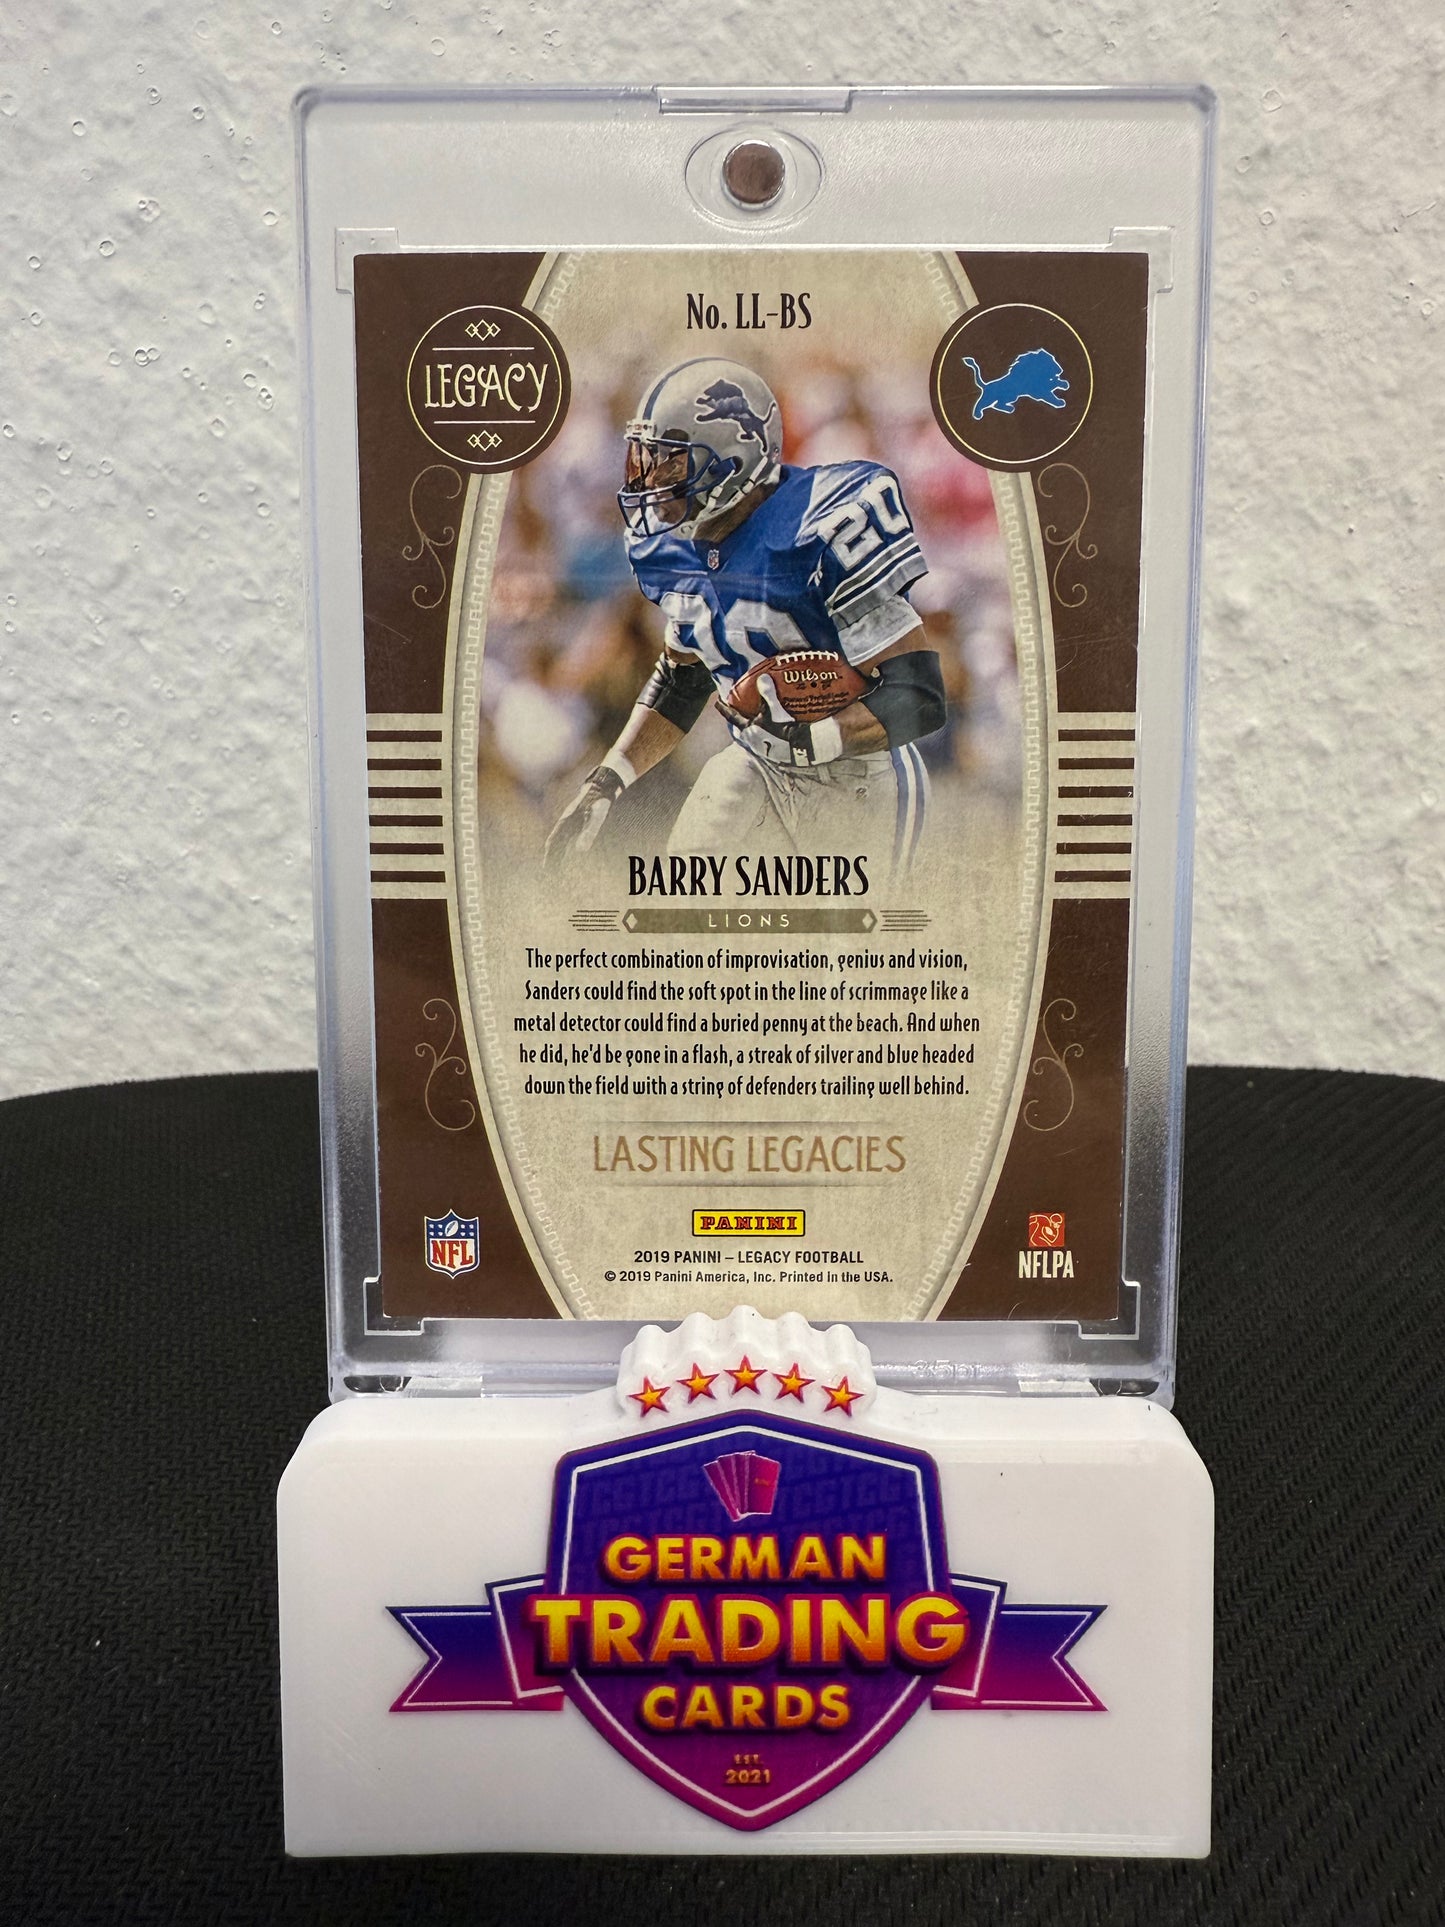 No. LL-BS
LEGACY
20
20
Wilson
BARRY SANDERS
LIONS
The perfect combination of improvisation, genius and vision,
Sanders could find the soft spot in the line of scrimmage like a
metal detector could find a buried penny at the beach. And when
he did, he'd be gone in a flash, a streak of silver and blue headed
down the field with a string of defenders trailing well behind.
LASTING LEGACIES
PANINI
NFL
NFLPA
2019 PANINI – LEGACY FOOTBALL
© 2019 Panini America, Inc. Printed in the USA.
GERMAN
TRADING
CARDS
EST.
2021